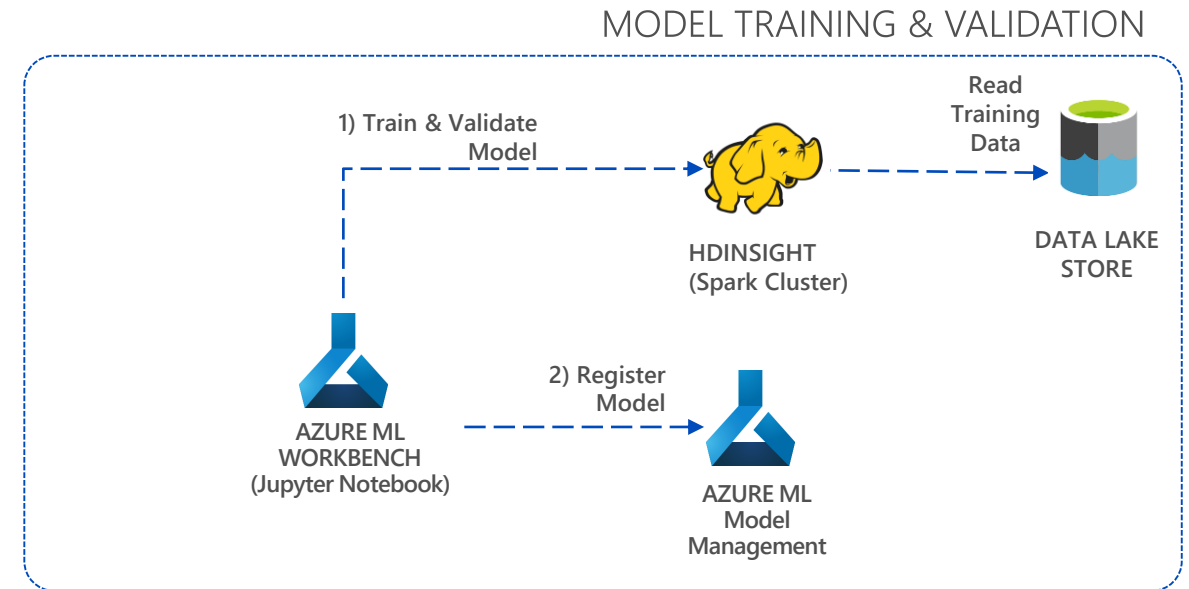 MODEL TRAINING & VALIDATION
1) Train & Validate
Model
Read
Training
Data
HDINSIGHT
(Spark Cluster)
DATA LAKE
STORE
2) Register
Model
AZURE ML
WORKBENCH
(Jupyter Notebook)
AZURE ML
Model
Management